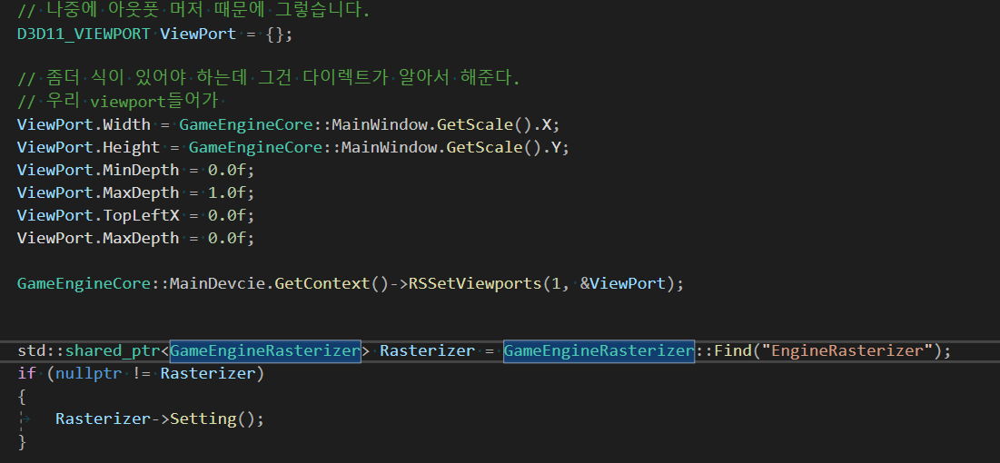 // 나중에 아웃풋 머저 때문에 그렇습니다.
D3D11_VIEWPORT ViewPort = {};
// 좀더 식이 있어야 하는데 그건 다이렉트가 알아서 해준다.
// 우리 viewport들어가
ViewPort.Width = GameEngineCore::MainWindow.GetScale().X;
ViewPort.Height = GameEngineCore::MainWindow.GetScale().Y;
ViewPort.MinDepth = 0.0f;
ViewPort.MaxDepth = 1.0f;
ViewPort.TopLeftX = 0.0f;
ViewPort.MaxDepth = 0.0f;
GameEngineCore::MainDevcie.GetContext()->RSSetViewports(1, &ViewPort);
std::shared_ptr<GameEngineRasterizer> Rasterizer = GameEngineRasterizer::Find("EngineRasterizer");
if (nullptr != Rasterizer)
{
Rasterizer->Setting();
}